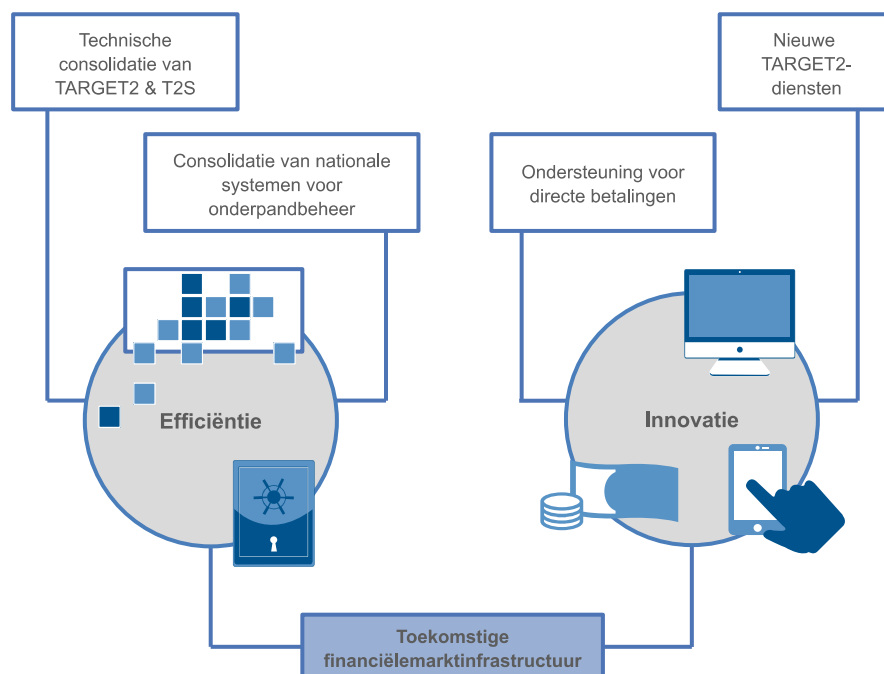 Technische
consolidatie van
TARGET2 & T2S
Nieuwe
TARGET2-
diensten
Consolidatie van nationale
systemen voor
onderpandbeheer
Ondersteuning voor
directe betalingen
Efficiëntie
Innovatie
Toekomstige
financiëlemarktinfrastructuur